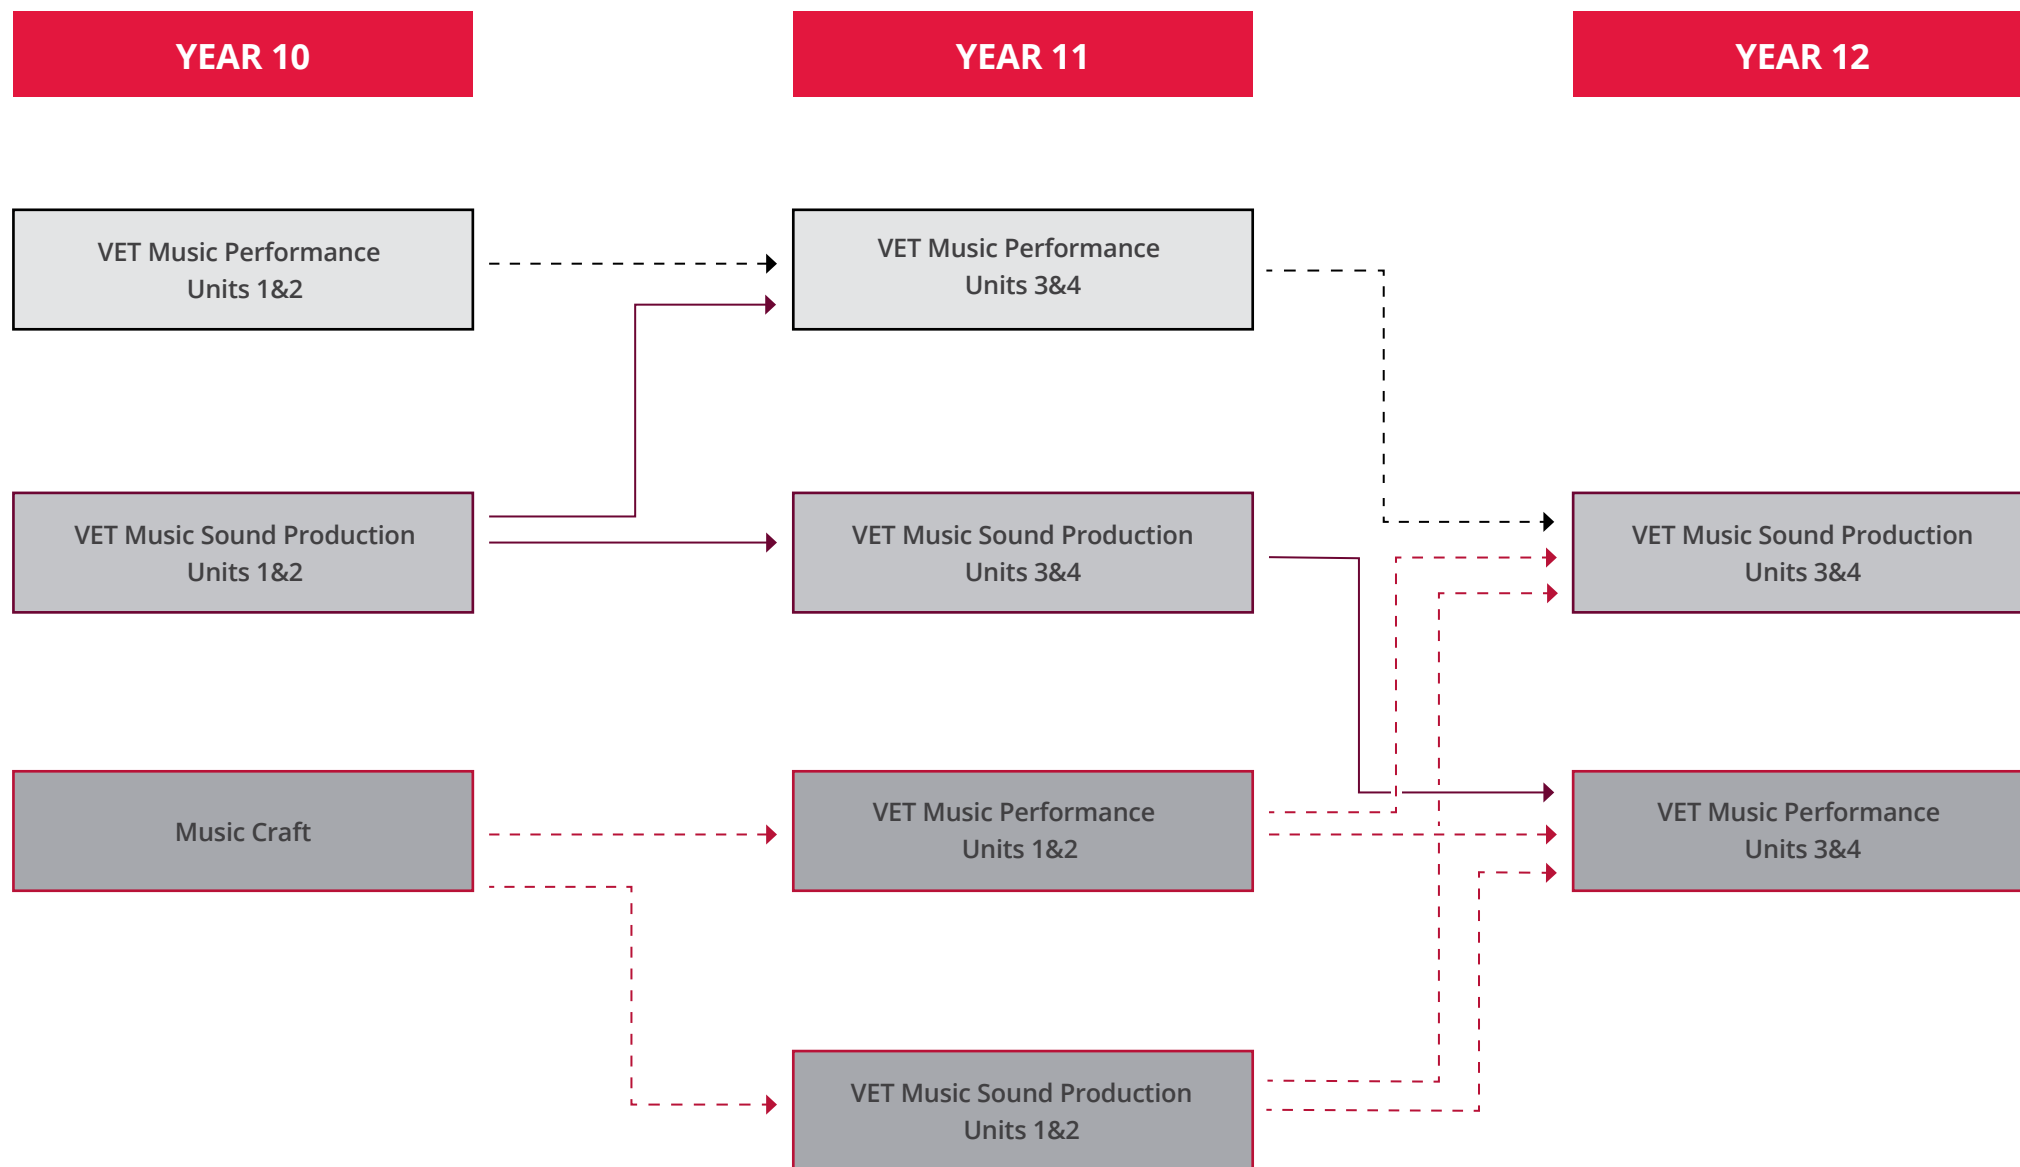 YEAR 10
YEAR 11
YEAR 12
VET Music Performance
Units 1&2
VET Music Performance
Units 3&4
VET Music Sound Production
Units 1&2
VET Music Sound Production
Units 3&4
VET Music Sound Production
Units 3&4
Music Craft
VET Music Performance
Units 1&2
VET Music Performance
Units 3&4
VET Music Sound Production
Units 1&2